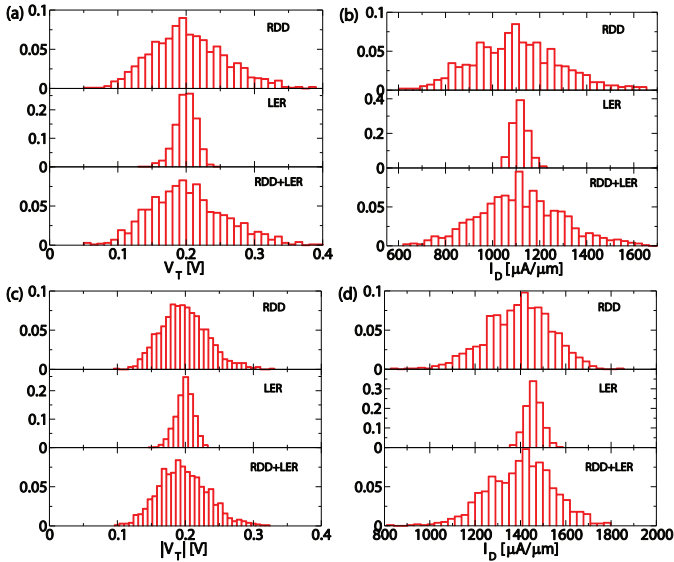 (a)
0.1
0.05
0
RDD
0.2
0.1
0
LER
0.05
0
RDD+LER
0 0.1 0.2 0.3 0.4
V_T [V]
(b)
0.1
0.05
0
RDD
0.4
0.2
0
LER
0.05
0
RDD+LER
600 800 1000 1200 1400 1600
I_D [μA/μm]
(c)
0.1
0.05
0
RDD
0.2
0.1
0
LER
0.05
0
RDD+LER
0 0.1 0.2 0.3 0.4
|V_T| [V]
(d)
0.1
0.05
0
RDD
0.3
0.2
0.1
0
LER
0.05
0
RDD+LER
800 1000 1200 1400 1600 1800 2000
I_D [μA/μm]